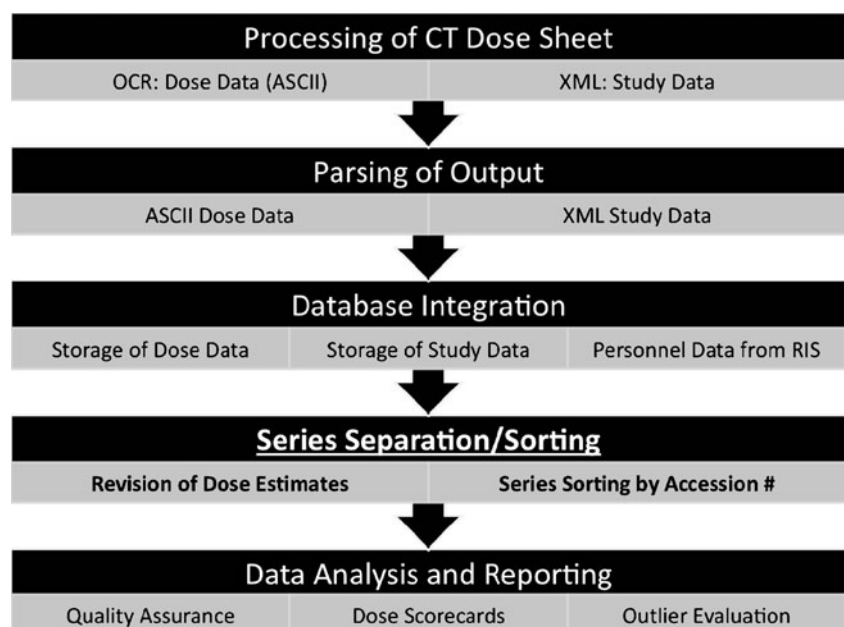 Processing of CT Dose Sheet
OCR: Dose Data (ASCII)
XML: Study Data
Parsing of Output
ASCII Dose Data
XML Study Data
Database Integration
Storage of Dose Data
Storage of Study Data
Personnel Data from RIS
Series Separation/Sorting
Revision of Dose Estimates
Series Sorting by Accession #
Data Analysis and Reporting
Quality Assurance
Dose Scorecards
Outlier Evaluation